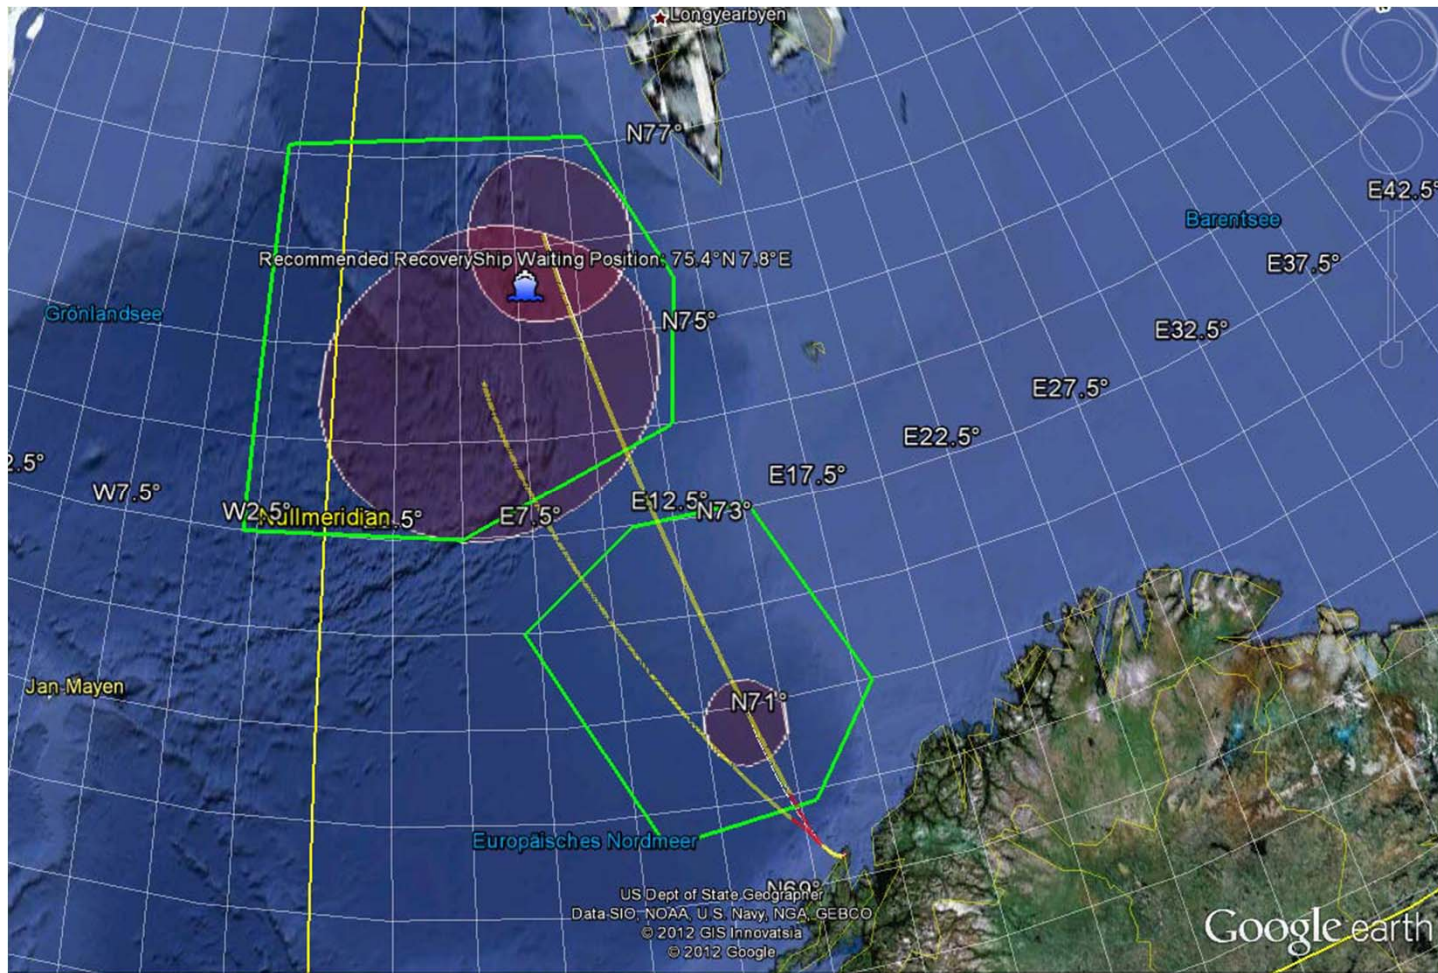 Longyearbyen
N77°
E42.5°
Barentsee
E37.5°
Recommended RecoveryShip Waiting Position: 75.4°N 7.8°E
Grönlandsee
N75°
E32.5°
E27.5°
E22.5°
2.5°
E17.5°
W7.5°
E12.5°
W2.5°
Nullmeridian
.5°
E7.5°
N73°
Jan Mayen
N71°
Europäisches Nordmeer
N69°
US Dept of State Geographer
Data SIO, NOAA, U.S. Navy, NGA, GEBCO
© 2012 GIS Innovatsia
© 2012 Google
Google earth